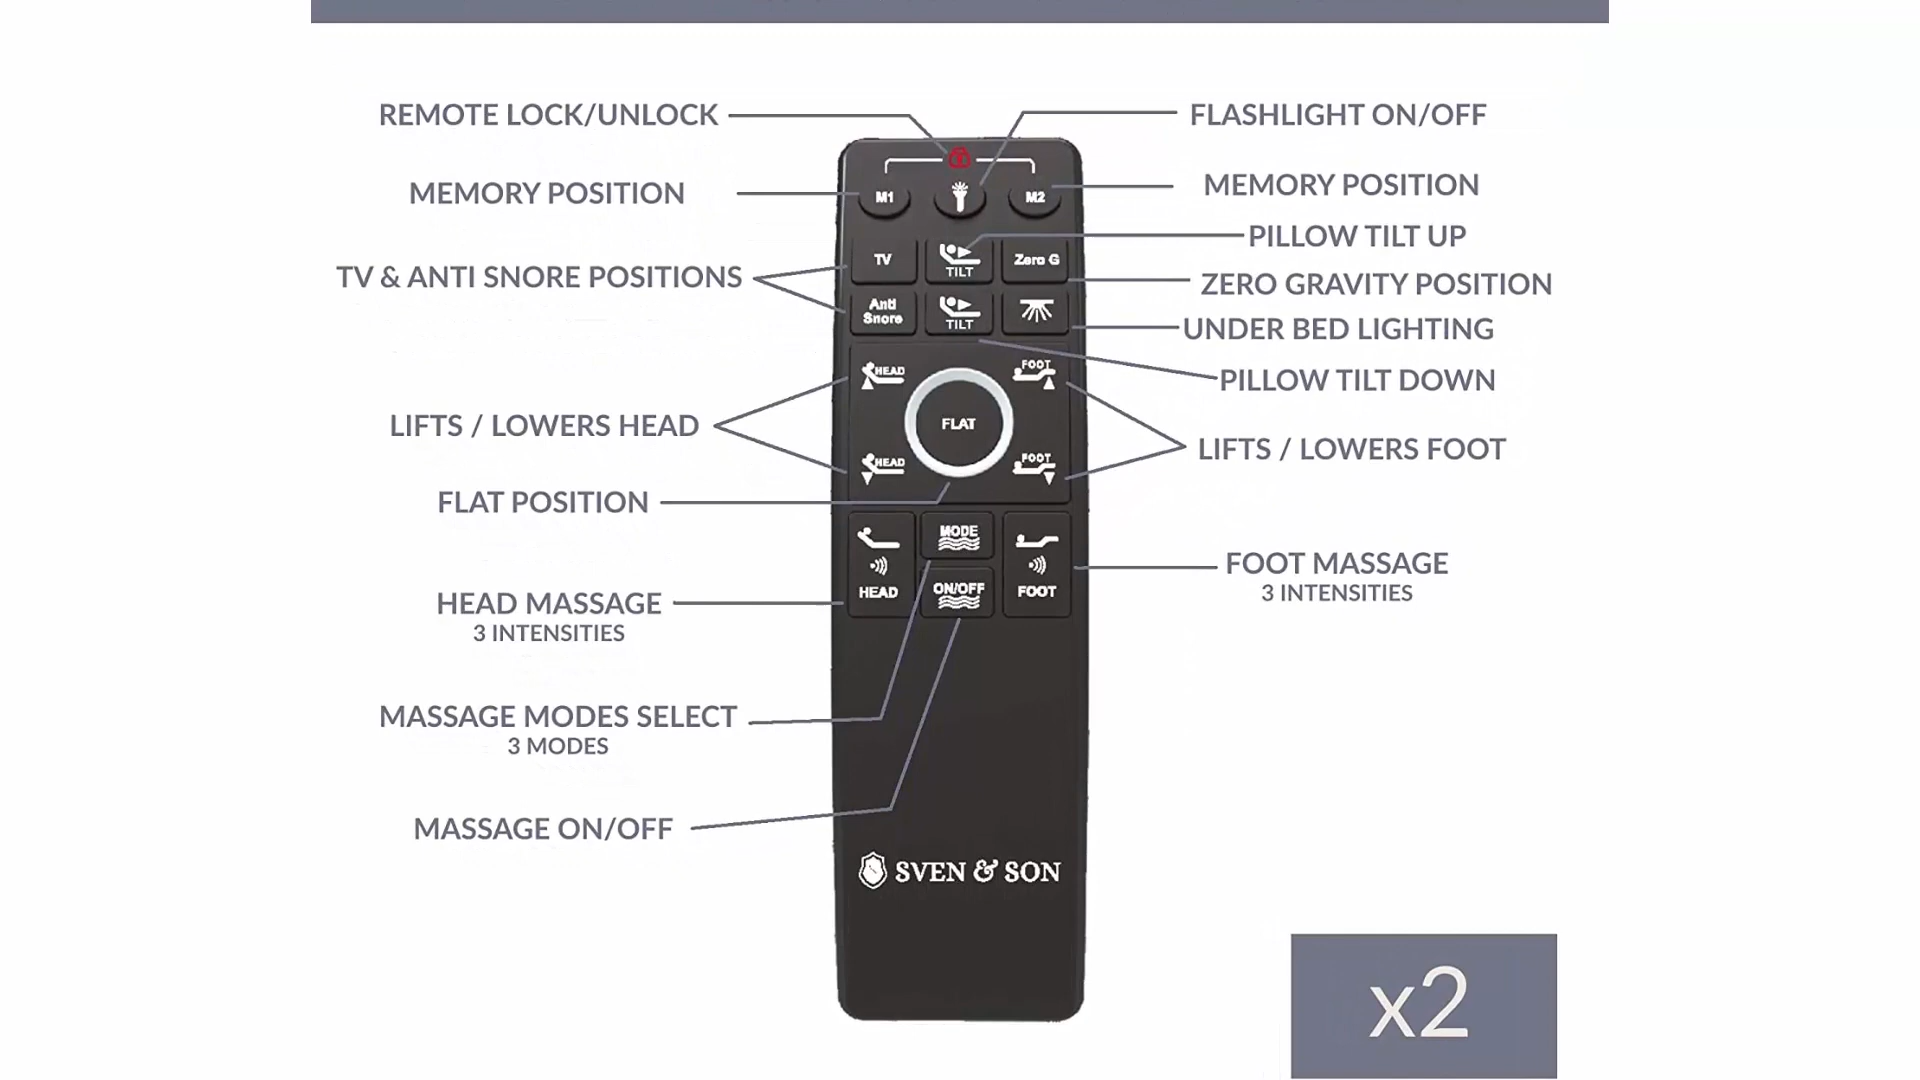 REMOTE LOCK/UNLOCK
FLASHLIGHT ON/OFF
MEMORY POSITION
MEMORY POSITION
PILLOW TILT UP
TV & ANTI SNORE POSITIONS
ZERO GRAVITY POSITION
UNDER BED LIGHTING
PILLOW TILT DOWN
LIFTS / LOWERS HEAD
LIFTS / LOWERS FOOT
FLAT POSITION
FOOT MASSAGE
3 INTENSITIES
HEAD MASSAGE
3 INTENSITIES
MASSAGE MODES SELECT
3 MODES
MASSAGE ON/OFF
M1
M2
TV
TILT
Zero G
Anti
Snore
TILT
HEAD
FOOT
FLAT
HEAD
FOOT
MODE
HEAD
ON/OFF
FOOT
SVEN & SON
x2